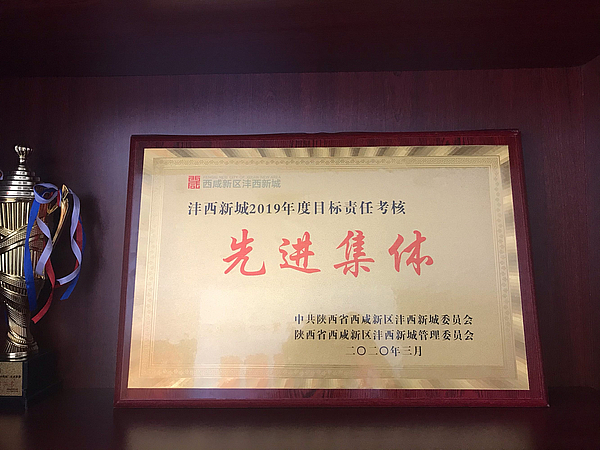 西咸新区沣西新城
沣西新城2019年度目标责任考核
先进集体
中共陕西省西咸新区沣西新城委员会
陕西省西咸新区沣西新城管理委员会
二〇二〇年三月